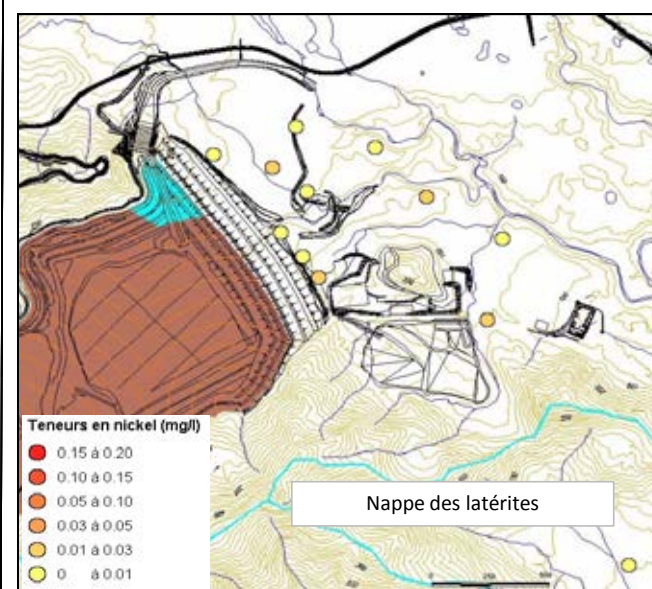 Teneurs en nickel (mg/l)
0.15 à 0.20
0.10 à 0.15
0.05 à 0.10
0.03 à 0.05
0.01 à 0.03
0 à 0.01
Nappe des latérites